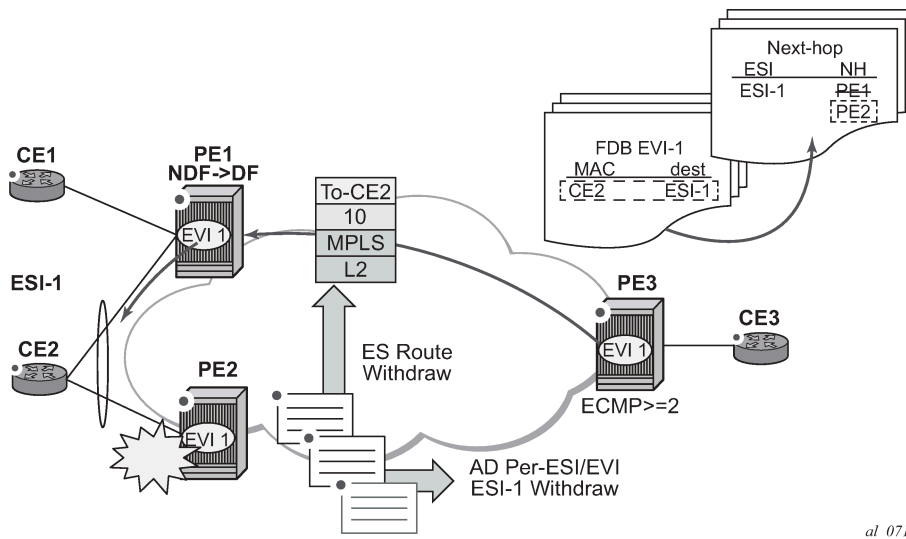 Next-hop
ESI NH
ESI-1 PE1
PE2
FDB EVI-1
MAC dest
CE2 ESI-1
CE1
PE1
NDF->DF
EVI 1
To-CE2
10
MPLS
L2
ESI-1
CE2
PE2
EVI 1
ES Route
Withdraw
PE3
EVI 1
ECMP>=2
CE3
AD Per-ESI/EVI
ESI-1 Withdraw
al_071